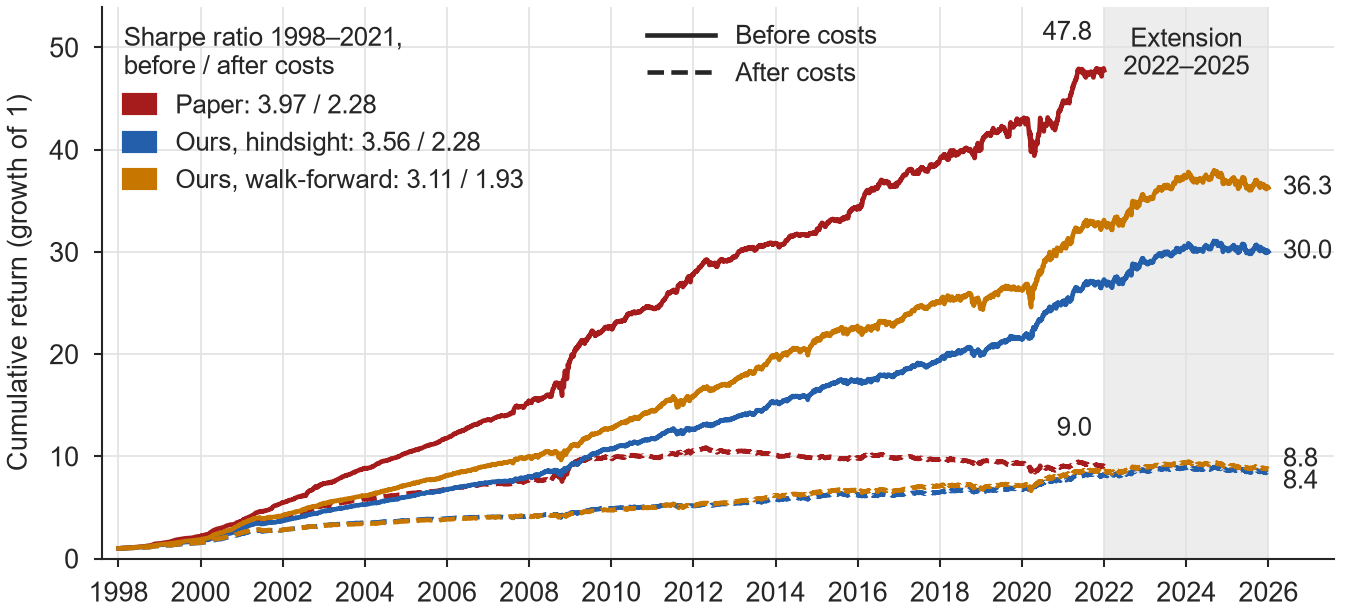 Sharpe ratio 1998–2021,
before / after costs
Paper: 3.97 / 2.28
Ours, hindsight: 3.56 / 2.28
Ours, walk-forward: 3.11 / 1.93
Before costs
After costs
47.8
Extension
2022–2025
36.3
30.0
9.0
8.8
8.4
Cumulative return (growth of 1)
50
40
30
20
10
0
1998 2000 2002 2004 2006 2008 2010 2012 2014 2016 2018 2020 2022 2024 2026